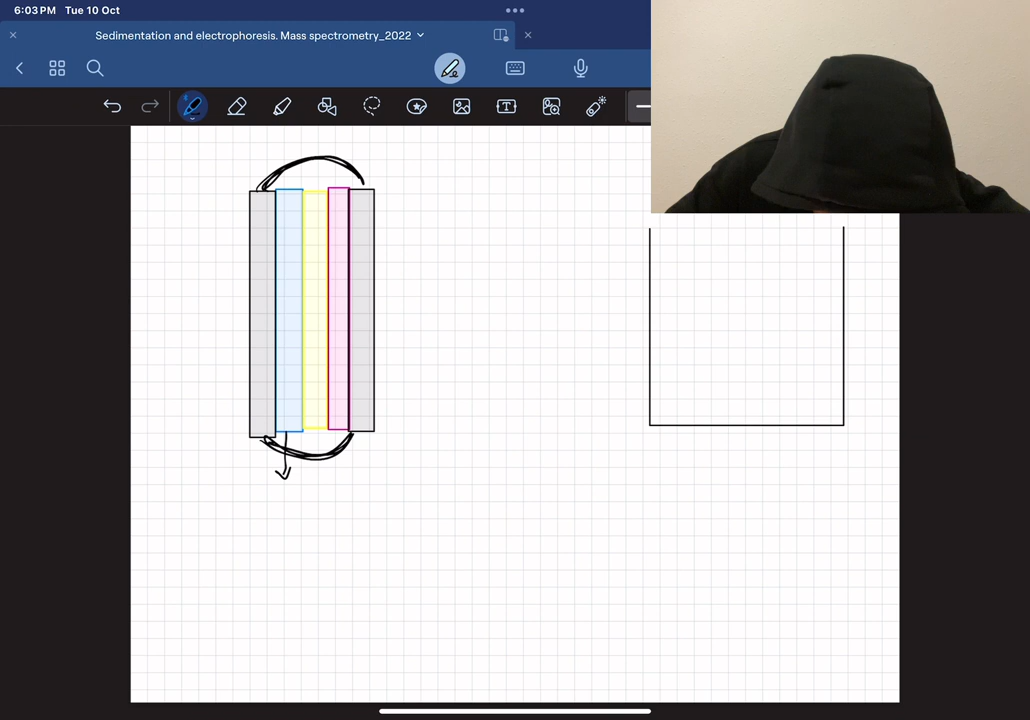 6:03 PM Tue 10 Oct
Sedimentation and electrophoresis. Mass spectrometry_2022